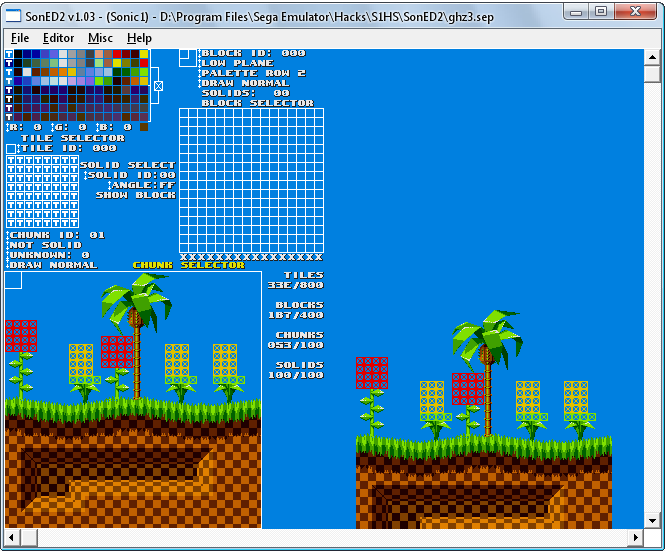 SonED2 v1.03 - (Sonic1) - D:\Program Files\Sega Emulator\Hacks\S1HS\SonED2\ghz3.sep
File Editor Misc Help
R: 0 G: 0 B: 0
TILE SELECTOR
TILE ID: 000
SOLID SELECT
SOLID ID:00
ANGLE:FF
SHOW BLOCK
CHUNK ID: 01
NOT SOLID
UNKNOWN: 0
DRAW NORMAL
CHUNK SELECTOR
BLOCK ID: 000
LOW PLANE
PALETTE ROW 2
DRAW NORMAL
SOLIDS: 00
BLOCK SELECTOR
XXXXXXXXXXXXXXXX
TILES
33E/800
BLOCKS
1B7/400
CHUNKS
053/100
SOLIDS
100/100